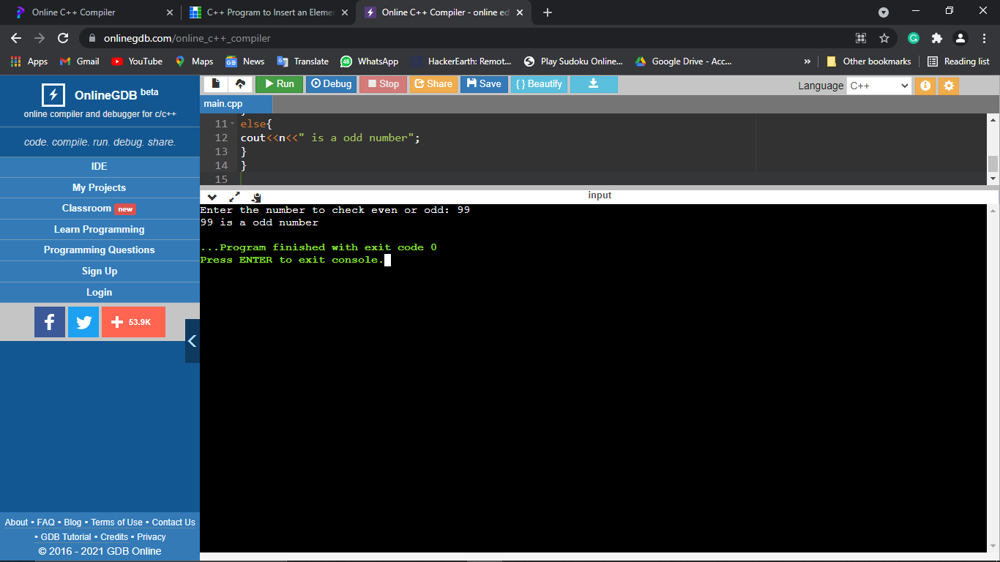 Online C++ Compiler
C++ Program to Insert an Eleme
Online C++ Compiler - online ed
onlinegdb.com/online_c++_compiler
Apps Gmail YouTube Maps News Translate WhatsApp HackerEarth: Remot... Play Sudoku Online... Google Drive - Acc... » Other bookmarks Reading list
OnlineGDB beta
online compiler and debugger for c/c++
code. compile. run. debug. share.
IDE
My Projects
Classroom new
Learn Programming
Programming Questions
Sign Up
Login
f
53.9K
About • FAQ • Blog • Terms of Use • Contact Us
• GDB Tutorial • Credits • Privacy
© 2016 - 2021 GDB Online
Run Debug Stop Share Save { } Beautify
Language C++
main.cpp
11 else{
12 cout<<n<<" is a odd number";
13 }
14 }
15
input
Enter the number to check even or odd: 99
99 is a odd number
...Program finished with exit code 0
Press ENTER to exit console.